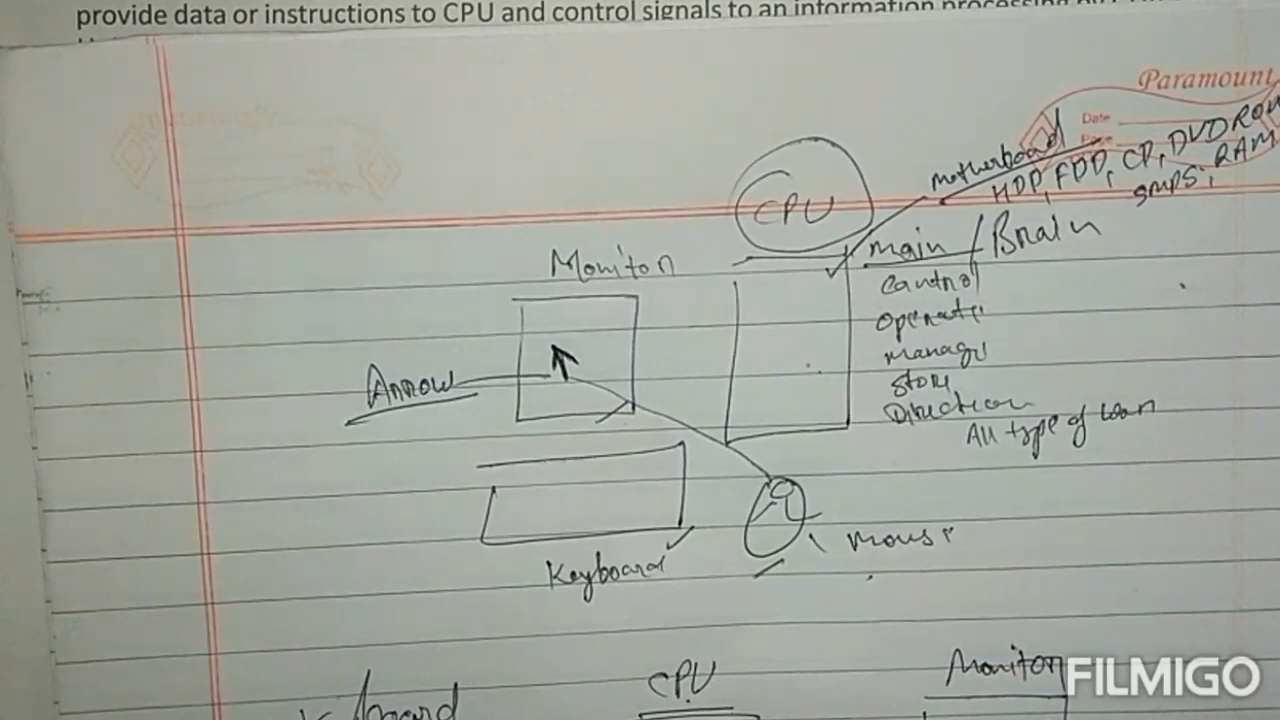 provide data or instructions to CPU and control signals to an information processing
Paramount
Date
Motherboard
HDD, FDD, CD, DVDROM
SMPS, RAM
CPU
Main / Brain
Monitor
Control
Operate
Manage
Store
Arrow
Direction
All type of
Mouse
Keyboard
CPU
Monitor
FILMIGO